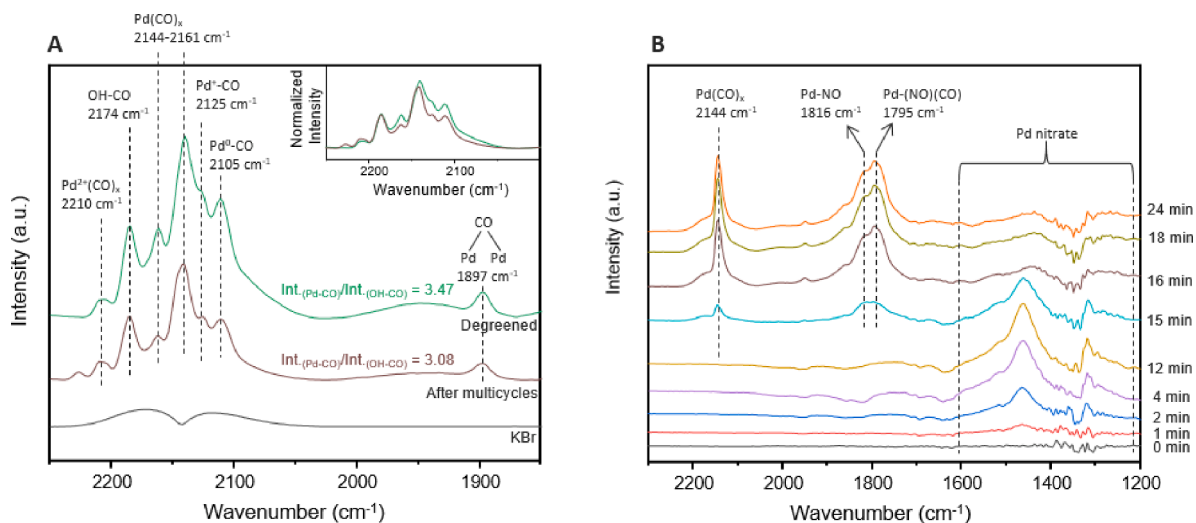 A
Pd(CO)ₓ
2144-2161 cm⁻¹
OH-CO
2174 cm⁻¹
Pd⁺-CO
2125 cm⁻¹
Pd⁰-CO
2105 cm⁻¹
Pd²⁺(CO)ₓ
2210 cm⁻¹
Normalized
Intensity
2200 2100
Wavenumber (cm⁻¹)
CO
Pd Pd
1897 cm⁻¹
Int.(Pd-CO)/Int.(OH-CO) = 3.47
Degreened
Int.(Pd-CO)/Int.(OH-CO) = 3.08
After multicycles
KBr
Intensity (a.u.)
2200 2100 2000 1900
Wavenumber (cm⁻¹)
B
Pd(CO)ₓ
2144 cm⁻¹
Pd-NO
1816 cm⁻¹
Pd-(NO)(CO)
1795 cm⁻¹
Pd nitrate
24 min
18 min
16 min
15 min
12 min
4 min
2 min
1 min
0 min
Intensity (a.u.)
2200 2000 1800 1600 1400 1200
Wavenumber (cm⁻¹)